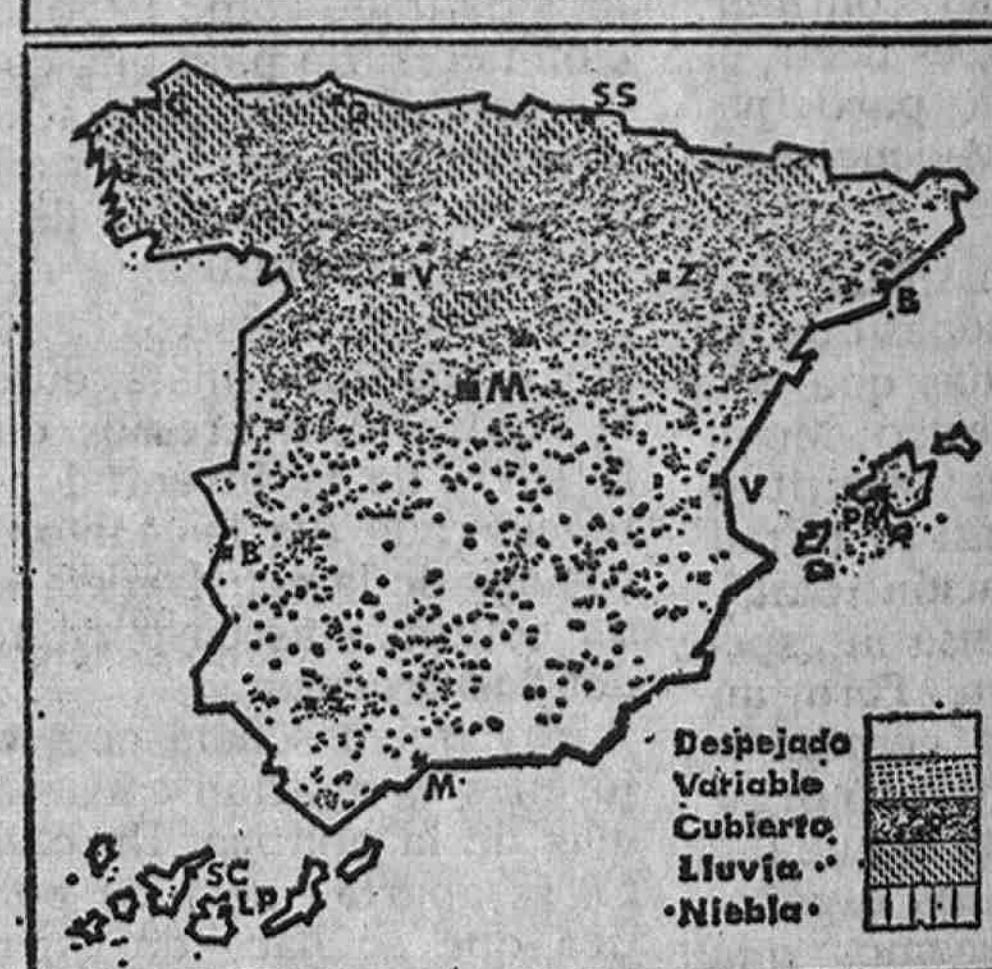 SS
V
Z
B
M
V
PM
B
M
SC
LP
Despejado
Variable
Cubierto
Lluvia
Niebla